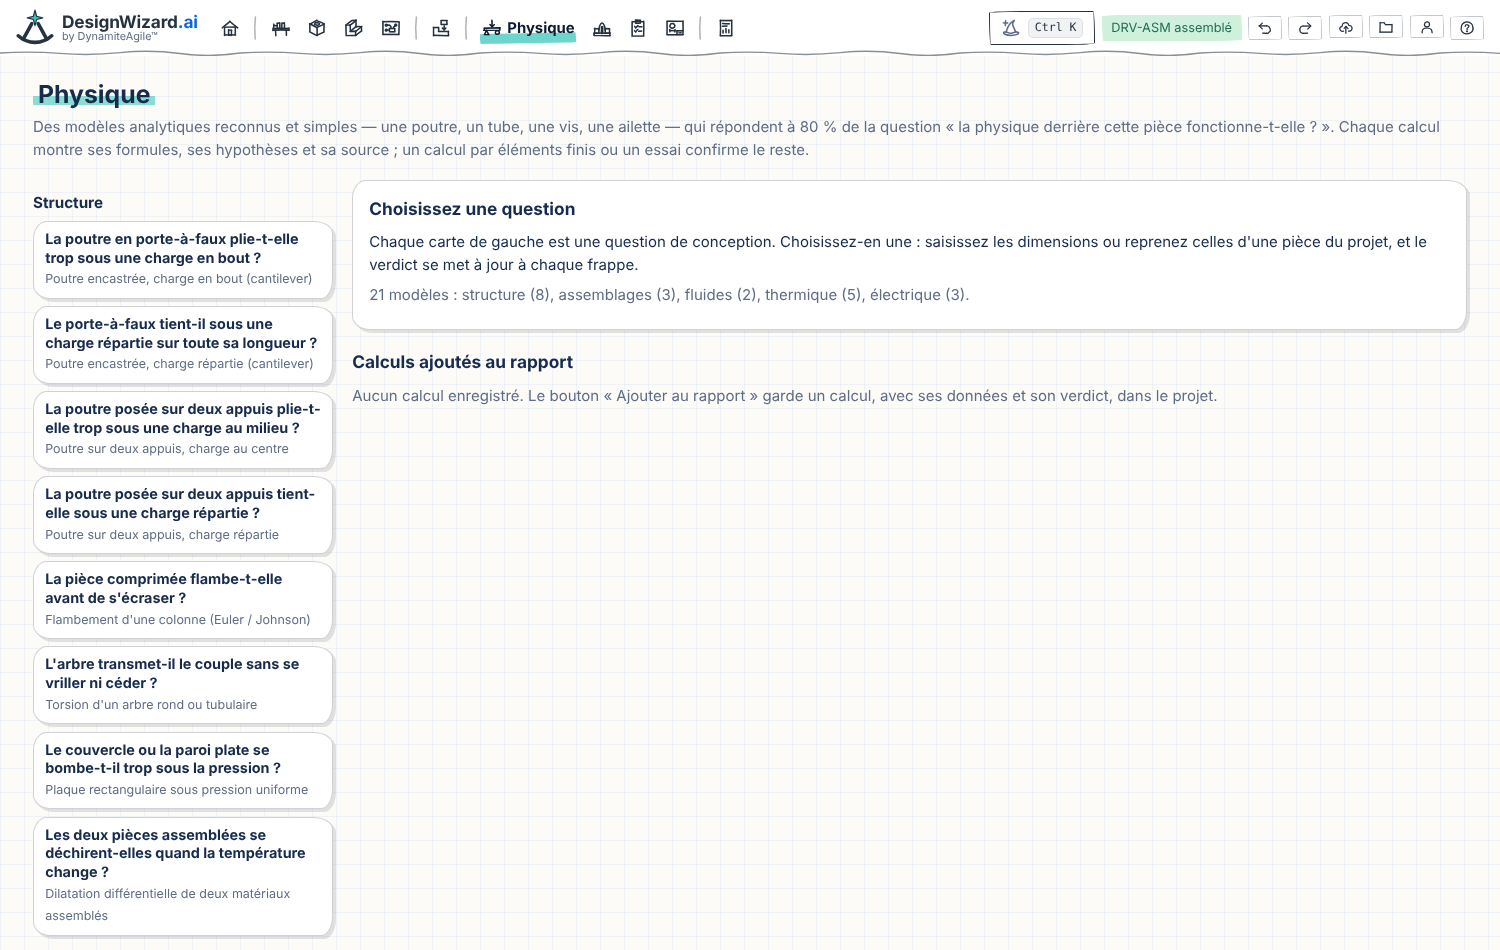 DesignWizard.ai
by DynamiteAgile™
Physique
Ctrl K
DRV-ASM assemblé
Physique
Des modèles analytiques reconnus et simples — une poutre, un tube, une vis, une ailette — qui répondent à 80 % de la question « la physique derrière cette pièce fonctionne-t-elle ? ». Chaque calcul
montre ses formules, ses hypothèses et sa source ; un calcul par éléments finis ou un essai confirme le reste.
Structure
La poutre en porte-à-faux plie-t-elle
trop sous une charge en bout ?
Poutre encastrée, charge en bout (cantilever)
Le porte-à-faux tient-il sous une
charge répartie sur toute sa longueur ?
Poutre encastrée, charge répartie (cantilever)
La poutre posée sur deux appuis plie-t-
elle trop sous une charge au milieu ?
Poutre sur deux appuis, charge au centre
La poutre posée sur deux appuis tient-
elle sous une charge répartie ?
Poutre sur deux appuis, charge répartie
La pièce comprimée flambe-t-elle
avant de s'écraser ?
Flambement d'une colonne (Euler / Johnson)
L'arbre transmet-il le couple sans se
vriller ni céder ?
Torsion d'un arbre rond ou tubulaire
Le couvercle ou la paroi plate se
bombe-t-il trop sous la pression ?
Plaque rectangulaire sous pression uniforme
Les deux pièces assemblées se
déchirent-elles quand la température
change ?
Dilatation différentielle de deux matériaux
assemblés
Choisissez une question
Chaque carte de gauche est une question de conception. Choisissez-en une : saisissez les dimensions ou reprenez celles d'une pièce du projet, et le
verdict se met à jour à chaque frappe.
21 modèles : structure (8), assemblages (3), fluides (2), thermique (5), électrique (3).
Calculs ajoutés au rapport
Aucun calcul enregistré. Le bouton « Ajouter au rapport » garde un calcul, avec ses données et son verdict, dans le projet.